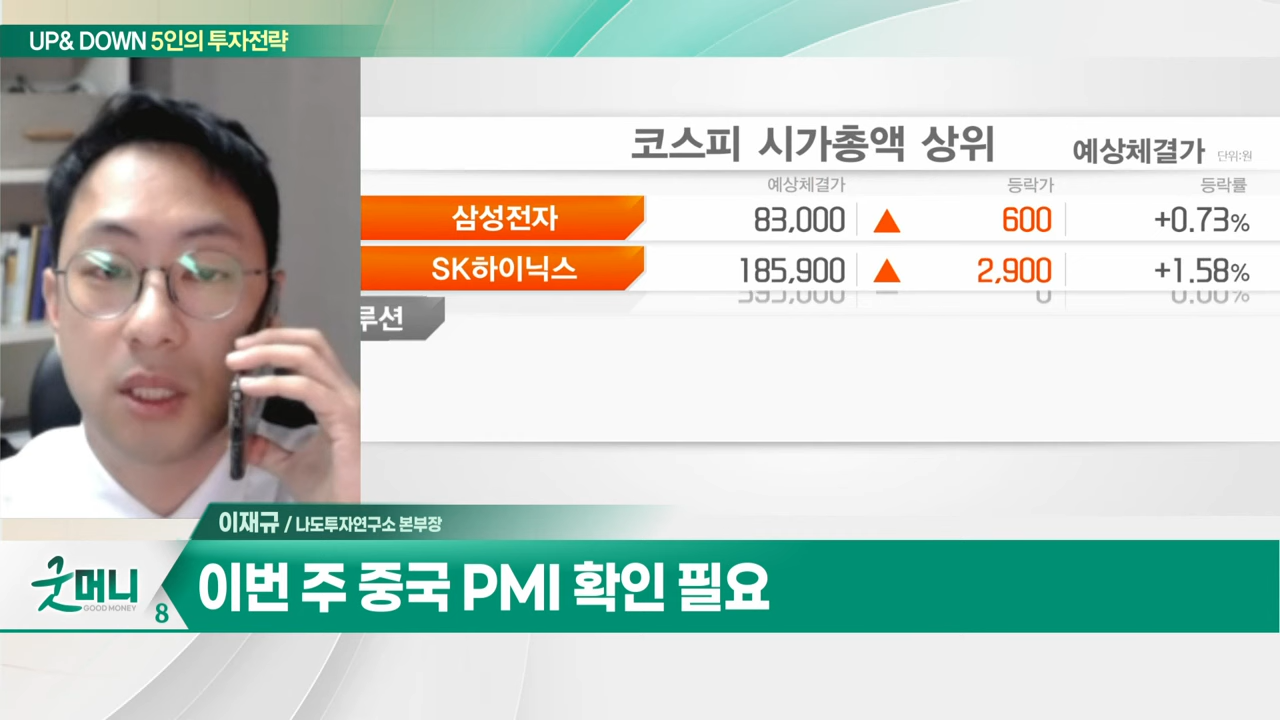 UP& DOWN 5인의 투자전략
코스피 시가총액 상위 예상체결가 단위:원
예상체결가 등락가 등락률
삼성전자 83,000 ▲ 600 +0.73%
SK하이닉스 185,900 ▲ 2,900 +1.58%
루션
이재규 / 나도투자연구소 본부장
이번 주 중국 PMI 확인 필요
굿머니
GOOD MONEY
8